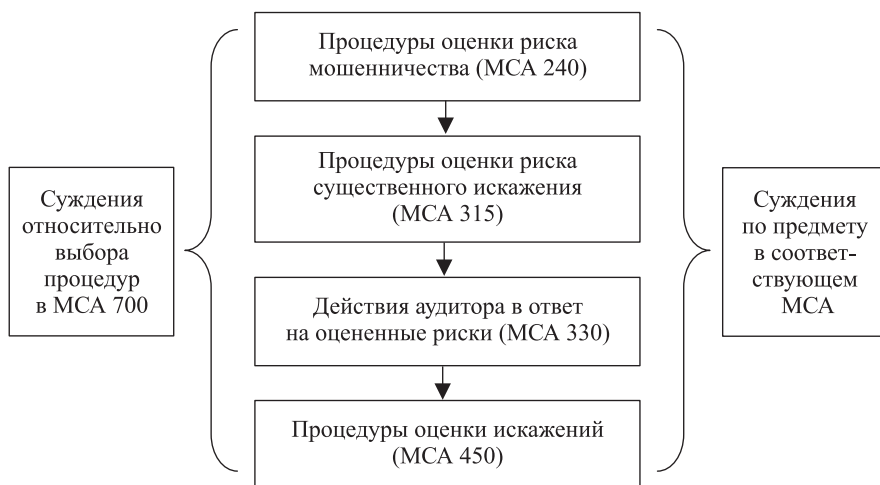 Процедуры оценки риска
мошенничества (МСА 240)
Процедуры оценки риска
существенного искажения
(МСА 315)
Суждения
относительно
выбора
процедур
в МСА 700
Суждения
по предмету
в соответ-
ствующем
МСА
Действия аудитора в ответ
на оцененные риски (МСА 330)
Процедуры оценки искажений
(МСА 450)